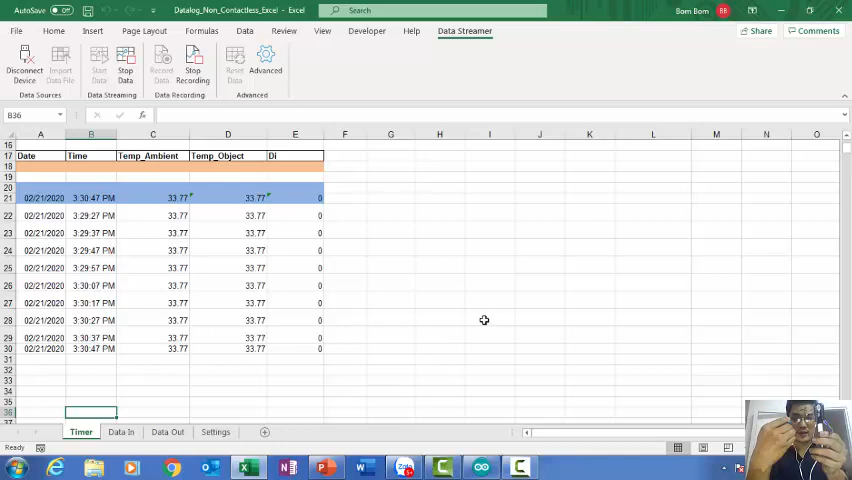 AutoSave Off Datalog_Non_Contactless_Excel - Excel Search Bom Bom BB
File Home Insert Page Layout Formulas Data Review View Developer Help Data Streamer Share Comments
Disconnect Device Import Data File Start Data Stop Data Record Data Stop Recording Reset Data Advanced
Data Sources Data Streaming Data Recording Advanced
B36 fx
A B C D E F G H I J K L M N O
16
17 Date Time Temp_Ambient Temp_Object Di
18
19
20
21 02/21/2020 3:30:47 PM 33.77 33.77 0
22 02/21/2020 3:29:27 PM 33.77 33.77 0
23 02/21/2020 3:29:37 PM 33.77 33.77 0
24 02/21/2020 3:29:47 PM 33.77 33.77 0
25 02/21/2020 3:29:57 PM 33.77 33.77 0
26 02/21/2020 3:30:07 PM 33.77 33.77 0
27 02/21/2020 3:30:17 PM 33.77 33.77 0
28 02/21/2020 3:30:27 PM 33.77 33.77 0
29 02/21/2020 3:30:37 PM 33.77 33.77 0
30 02/21/2020 3:30:47 PM 33.77 33.77 0
31
32
33
34
35
36
37
Timer Data In Data Out Settings
Ready
Zalo 5+